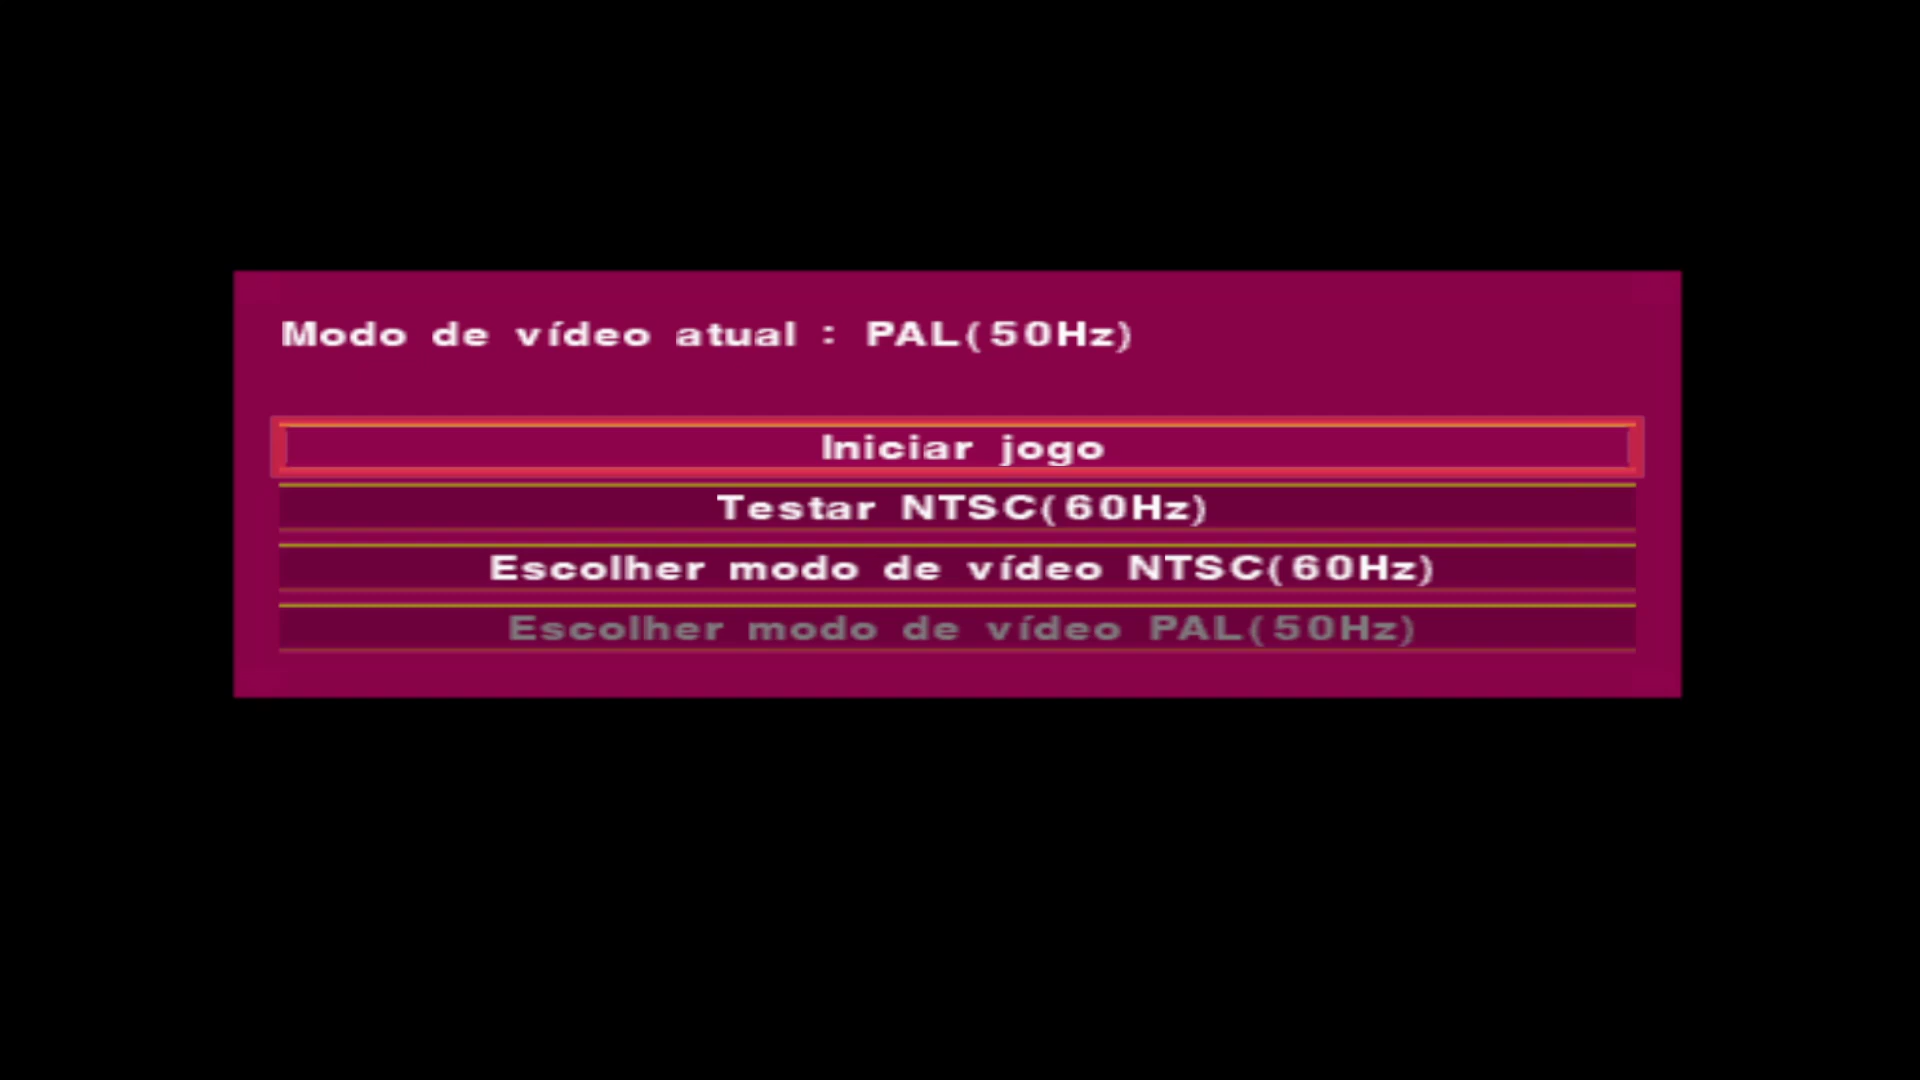 Modo de vídeo atual : PAL(50Hz)
Iniciar jogo
Testar NTSC(60Hz)
Escolher modo de vídeo NTSC(60Hz)
Escolher modo de vídeo PAL(50Hz)